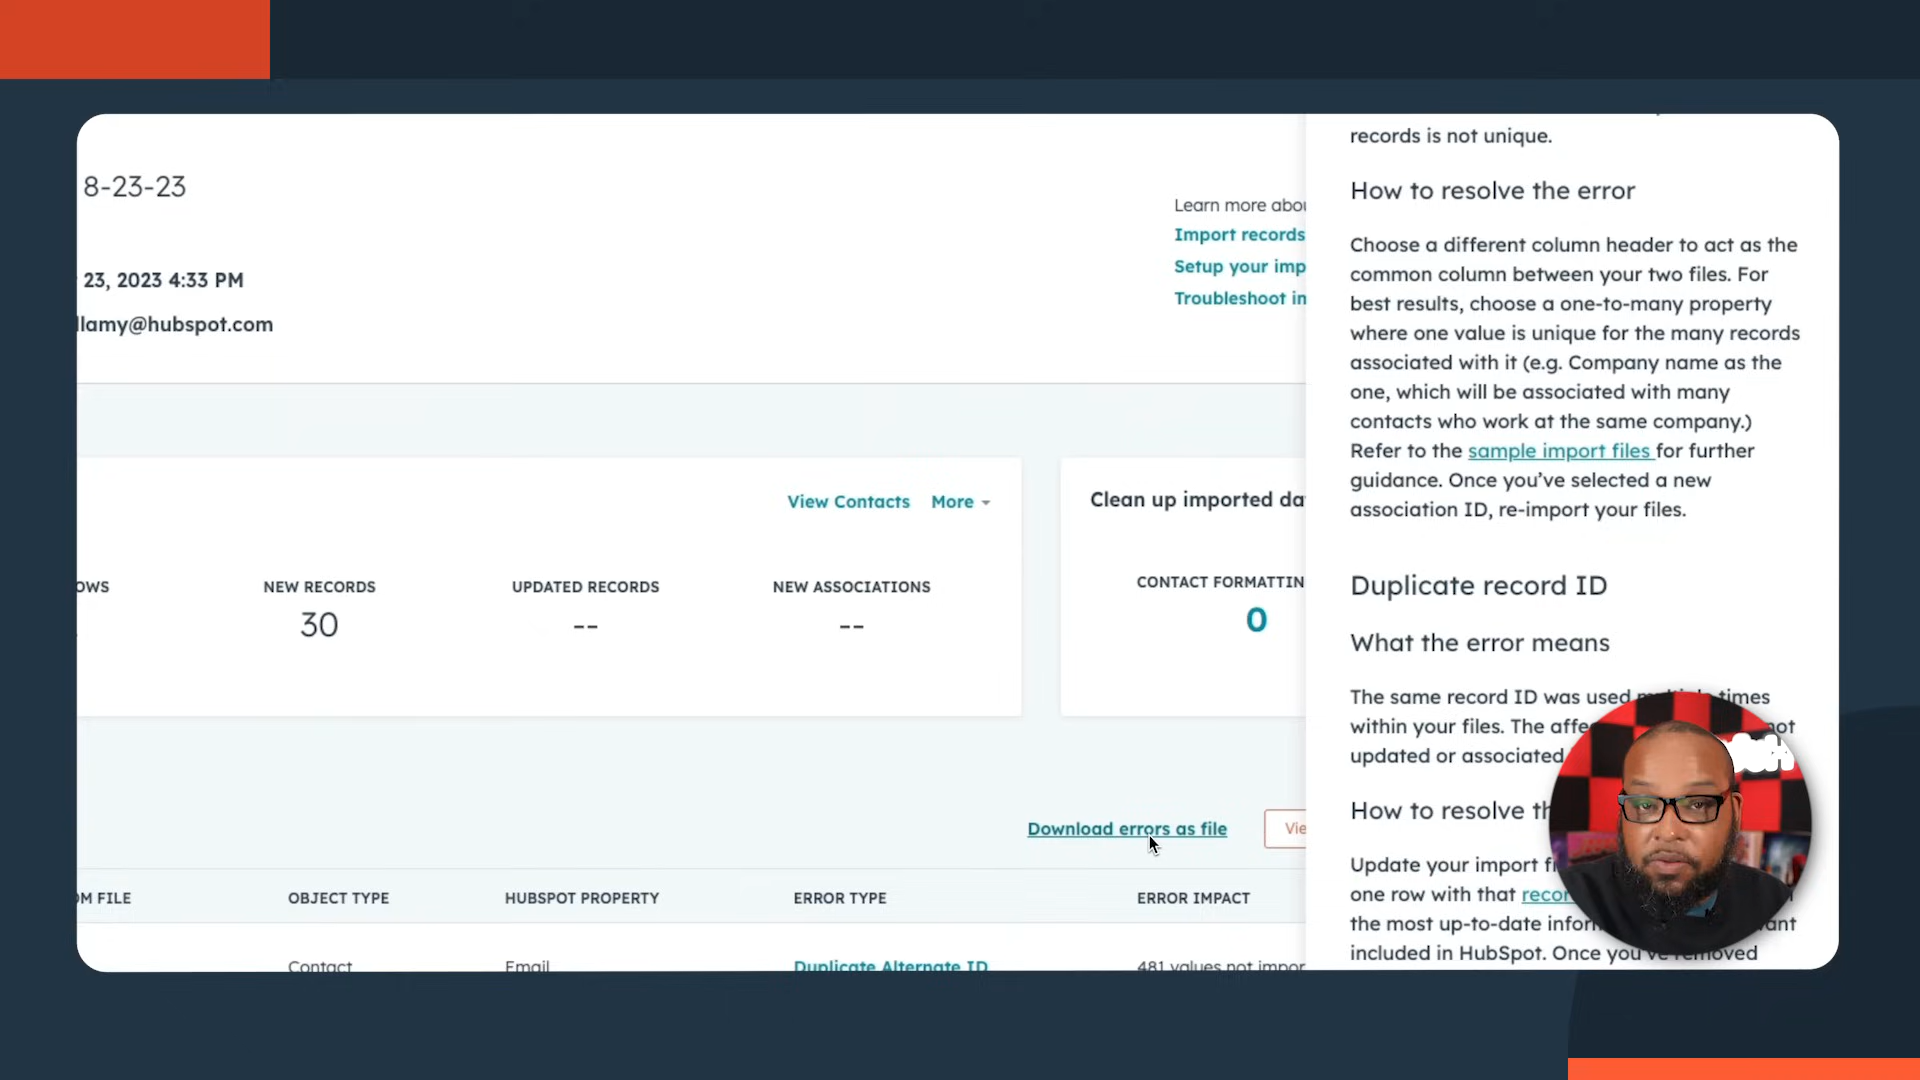 8-23-23
23, 2023 4:33 PM
llamy@hubspot.com
Learn more abou
Import records
Setup your imp
Troubleshoot in
View Contacts More
OWS
NEW RECORDS
30
UPDATED RECORDS
--
NEW ASSOCIATIONS
--
Clean up imported da
CONTACT FORMATTIN
0
Download errors as file
Vie
OM FILE OBJECT TYPE HUBSPOT PROPERTY ERROR TYPE ERROR IMPACT
Contact Email Duplicate Alternate ID 481 values not impor
records is not unique.
How to resolve the error
Choose a different column header to act as the
common column between your two files. For
best results, choose a one-to-many property
where one value is unique for the many records
associated with it (e.g. Company name as the
one, which will be associated with many
contacts who work at the same company.)
Refer to the sample import files for further
guidance. Once you've selected a new
association ID, re-import your files.
Duplicate record ID
What the error means
The same record ID was used multiple times
within your files. The affe not
updated or associated
How to resolve th
Update your import fi
one row with that recor
the most up-to-date infor ant
included in HubSpot. Once you've removed